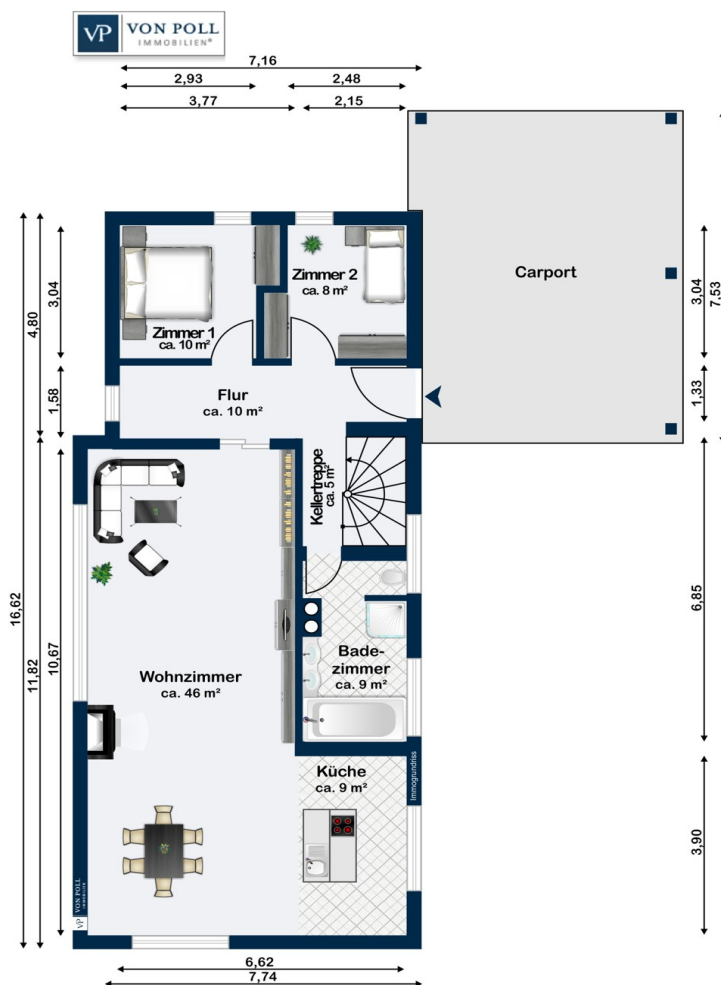 VP VON POLL
IMMOBILIEN®
7,16
2,93 2,48
3,77 2,15
Carport
Zimmer 2
ca. 8 m²
Zimmer 1
ca. 10 m²
Flur
ca. 10 m²
Kellertreppe
ca. 5 m²
Wohnzimmer
ca. 46 m²
Bade-
zimmer
ca. 9 m²
Küche
ca. 9 m²
Immogrundriss
VP VON POLL
IMMOBILIEN
16,62
4,80
11,82
3,04
1,58
10,67
3,04
7,53
1,33
6,85
3,90
6,62
7,74